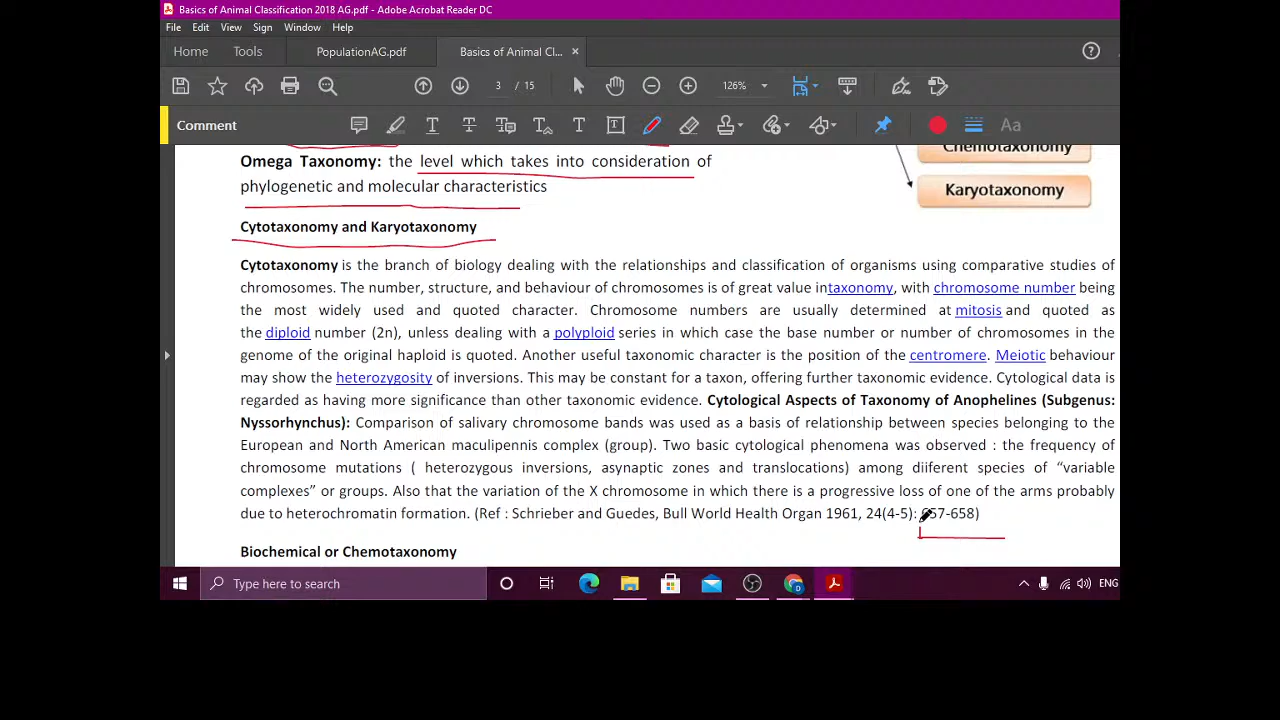 Basics of Animal Classification 2018 AG.pdf - Adobe Acrobat Reader DC
File Edit View Sign Window Help
Home Tools PopulationAG.pdf Basics of Animal Cl... ×
3 / 15 126%
Comment Aa
Chemotaxonomy
Omega Taxonomy: the level which takes into consideration of
phylogenetic and molecular characteristics
Karyotaxonomy
Cytotaxonomy and Karyotaxonomy
Cytotaxonomy is the branch of biology dealing with the relationships and classification of organisms using comparative studies of
chromosomes. The number, structure, and behaviour of chromosomes is of great value intaxonomy, with chromosome number being
the most widely used and quoted character. Chromosome numbers are usually determined at mitosis and quoted as
the diploid number (2n), unless dealing with a polyploid series in which case the base number or number of chromosomes in the
genome of the original haploid is quoted. Another useful taxonomic character is the position of the centromere. Meiotic behaviour
may show the heterozygosity of inversions. This may be constant for a taxon, offering further taxonomic evidence. Cytological data is
regarded as having more significance than other taxonomic evidence. Cytological Aspects of Taxonomy of Anophelines (Subgenus:
Nyssorhynchus): Comparison of salivary chromosome bands was used as a basis of relationship between species belonging to the
European and North American maculipennis complex (group). Two basic cytological phenomena was observed : the frequency of
chromosome mutations ( heterozygous inversions, asynaptic zones and translocations) among diiferent species of “variable
complexes” or groups. Also that the variation of the X chromosome in which there is a progressive loss of one of the arms probably
due to heterochromatin formation. (Ref : Schrieber and Guedes, Bull World Health Organ 1961, 24(4-5): 657-658)
Biochemical or Chemotaxonomy
Type here to search ENG